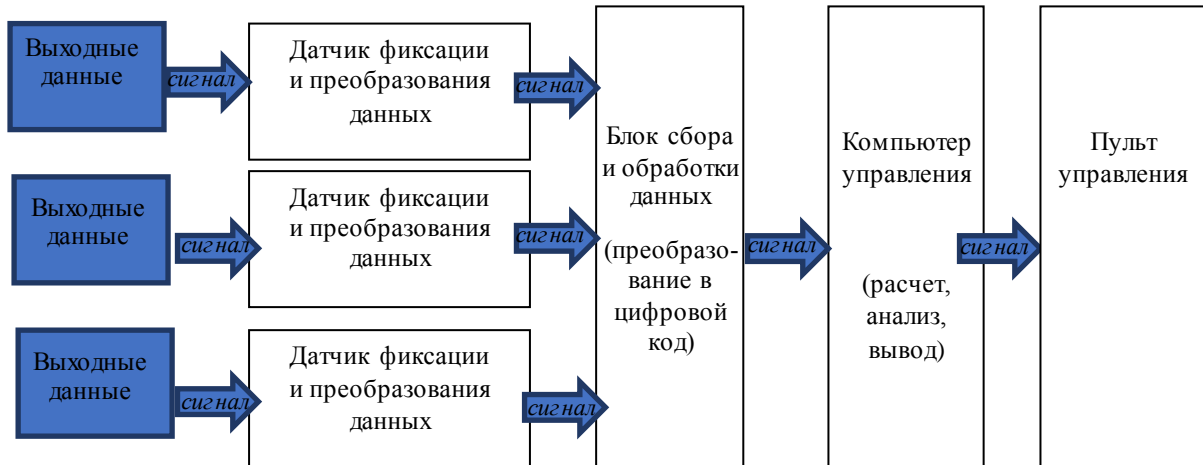 Выходные
данные
сигнал
Датчик фиксации
и преобразования
данных
сигнал
Выходные
данные
сигнал
Датчик фиксации
и преобразования
данных
сигнал
Выходные
данные
сигнал
Датчик фиксации
и преобразования
данных
сигнал
Блок сбора
и обработки
данных
(преобразо-
вание в
цифровой
код)
сигнал
Компьютер
управления
(расчет,
анализ,
вывод)
сигнал
Пульт
управления